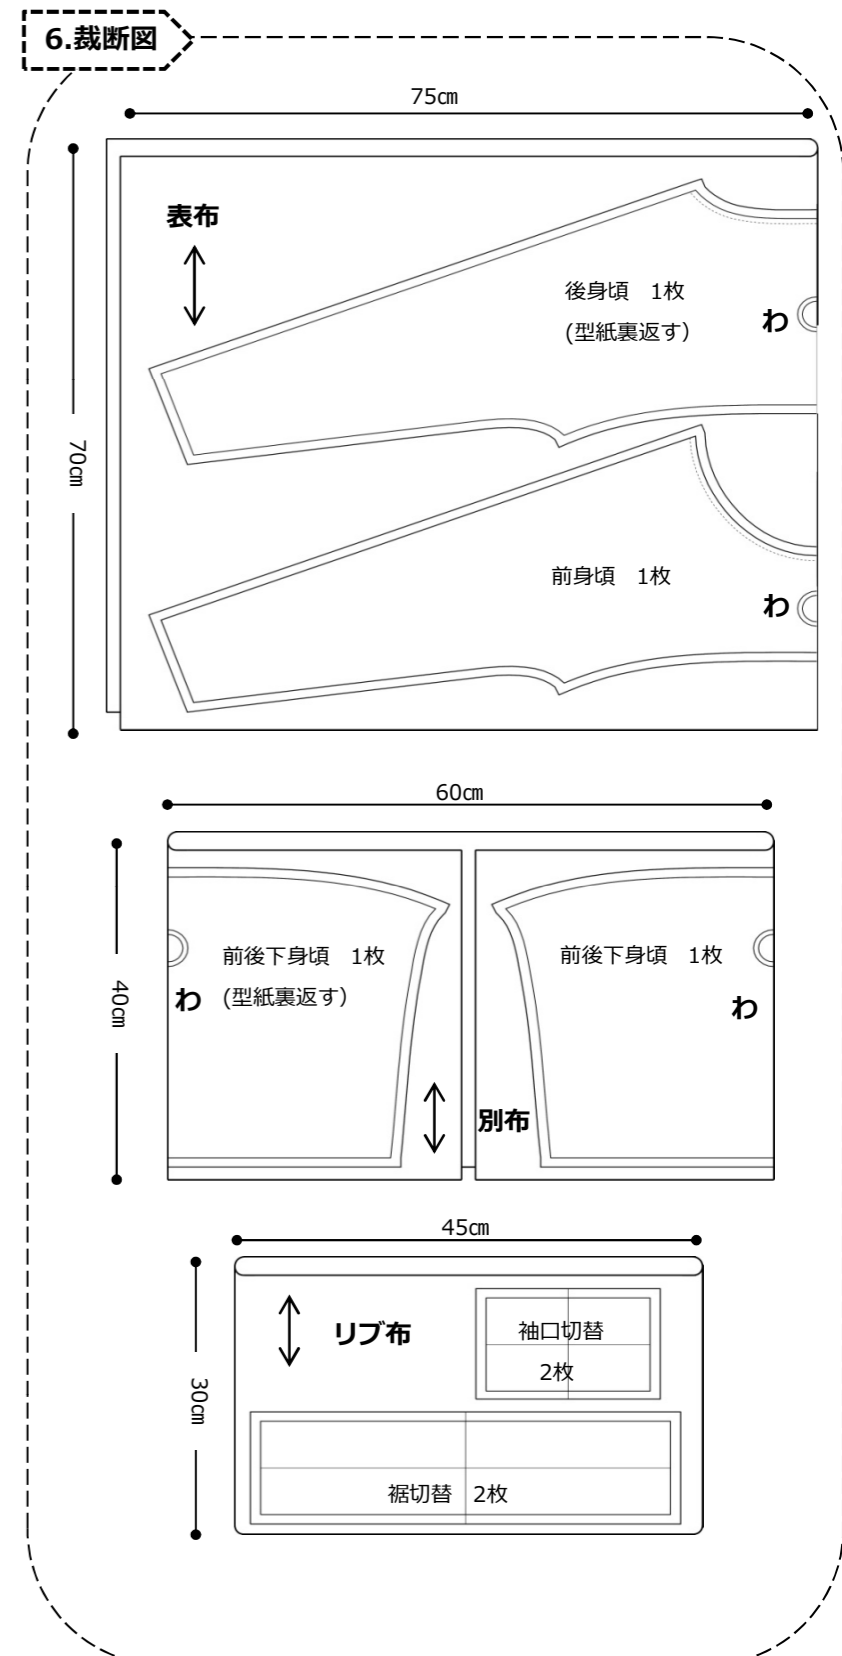 6.裁断図
75㎝
表布
後身頃 1枚
(型紙裏返す)
わ
70㎝
前身頃 1枚
わ
60㎝
前後下身頃 1枚
(型紙裏返す)
わ
前後下身頃 1枚
わ
40㎝
別布
45㎝
リブ布
袖口切替
2枚
30㎝
裾切替 2枚